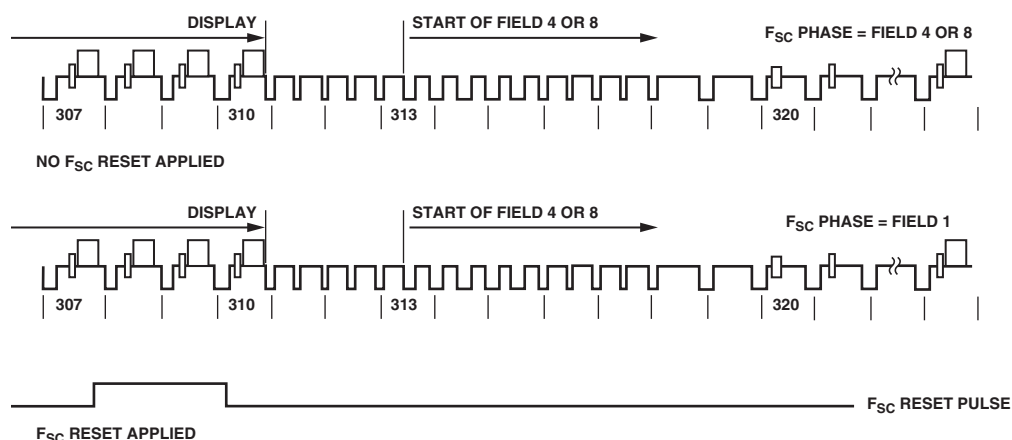 DISPLAY
START OF FIELD 4 OR 8
FSC PHASE = FIELD 4 OR 8
307 310 313 320
NO FSC RESET APPLIED
DISPLAY
START OF FIELD 4 OR 8
FSC PHASE = FIELD 1
307 310 313 320
FSC RESET PULSE
FSC RESET APPLIED